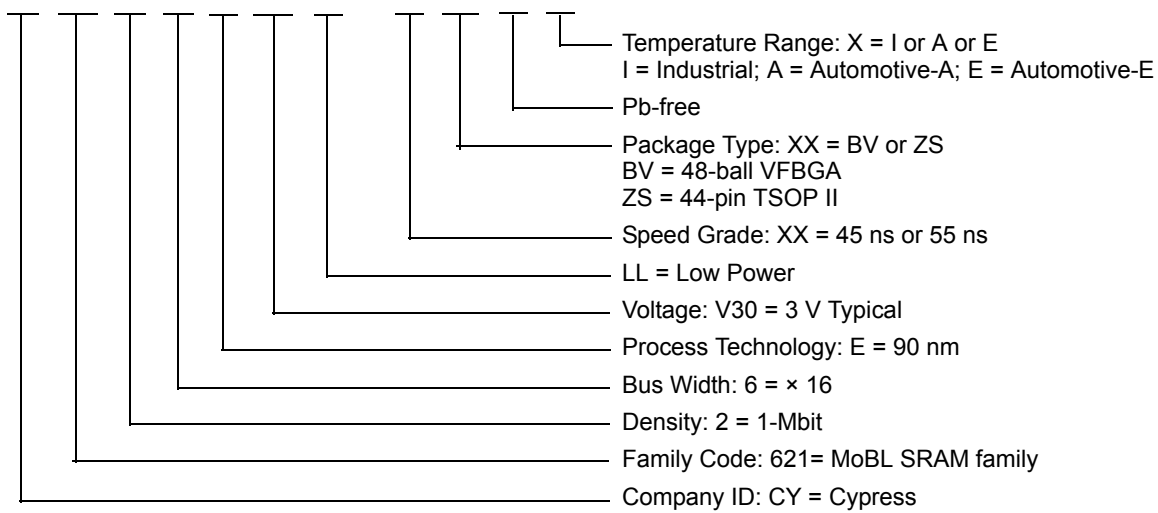 Temperature Range: X = I or A or E
I = Industrial; A = Automotive-A; E = Automotive-E
Pb-free
Package Type: XX = BV or ZS
BV = 48-ball VFBGA
ZS = 44-pin TSOP II
Speed Grade: XX = 45 ns or 55 ns
LL = Low Power
Voltage: V30 = 3 V Typical
Process Technology: E = 90 nm
Bus Width: 6 = × 16
Density: 2 = 1-Mbit
Family Code: 621= MoBL SRAM family
Company ID: CY = Cypress